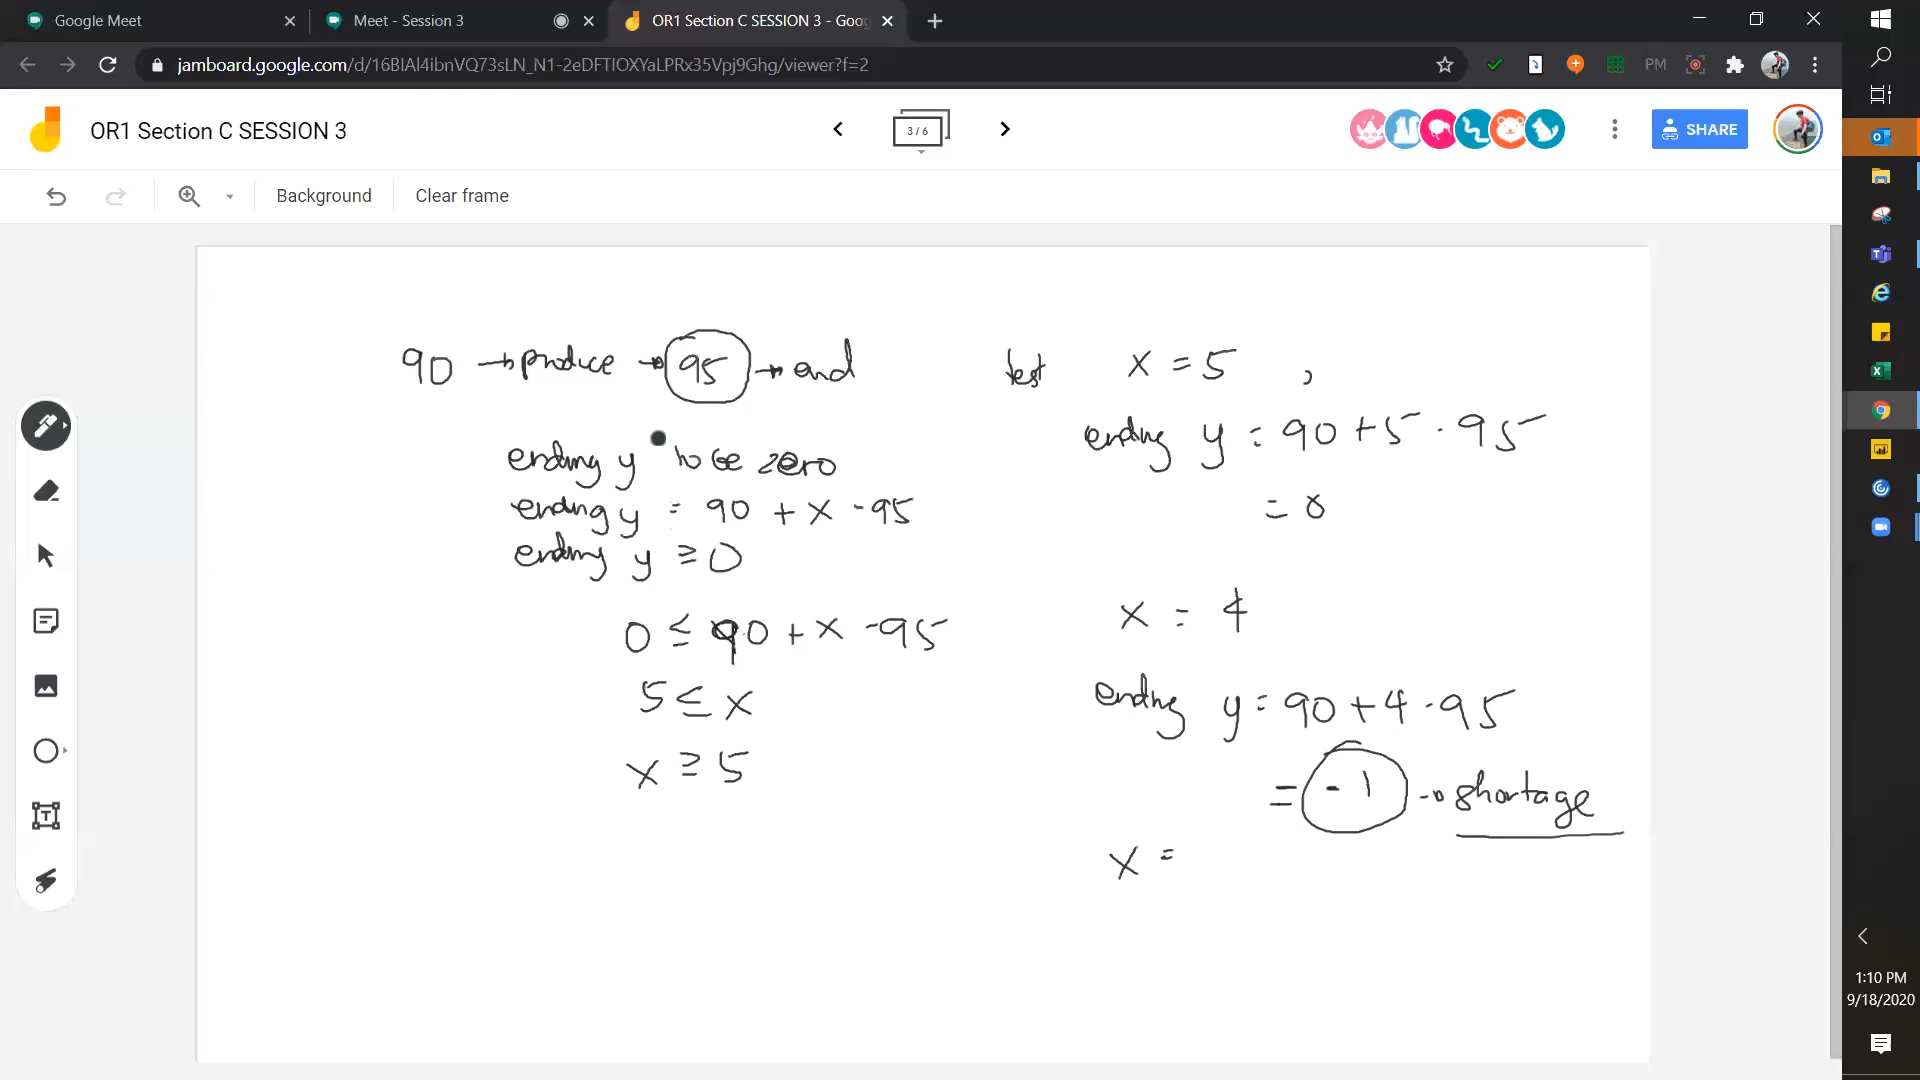 Google Meet
Meet - Session 3
OR1 Section C SESSION 3 - Goog
jamboard.google.com/d/16BIAl4ibnVQ73sLN_N1-2eDFTIOXYaLPRx35Vpj9Ghg/viewer?f=2
PM
OR1 Section C SESSION 3
3 / 6
SHARE
Background
Clear frame
90 → produce → 95 → end
ending y to be zero
ending y = 90 + x - 95
ending y ≥ 0
0 ≤ 90 + x - 95
5 ≤ x
x ≥ 5
test x = 5 ,
ending y = 90 + 5 - 95
= 0
x = 4
ending y = 90 + 4 - 95
= -1 → shortage
x =
1:10 PM
9/18/2020